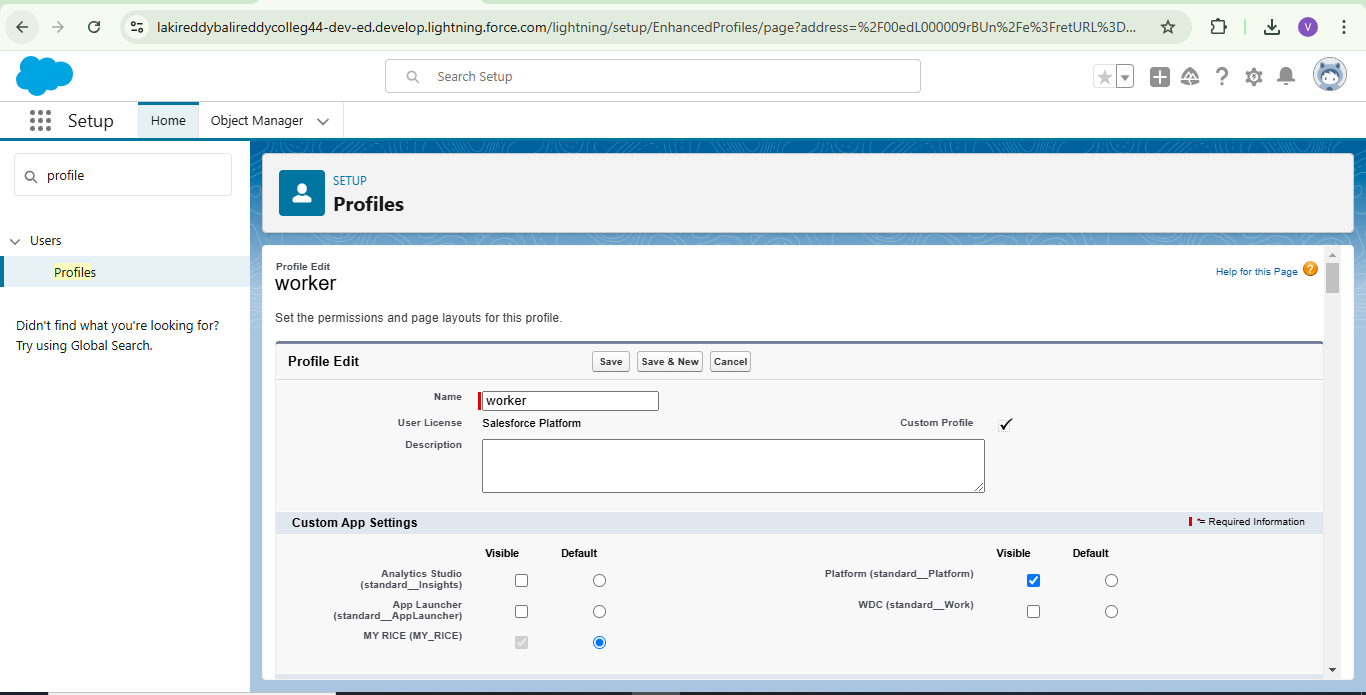 lakireddybalireddycolleg44-dev-ed.develop.lightning.force.com/lightning/setup/EnhancedProfiles/page?address=%2F00edL000009rBUn%2Fe%3FretURL%3D...
V
Search Setup
Setup
Home
Object Manager
profile
Users
Profiles
Didn't find what you're looking for?
Try using Global Search.
SETUP
Profiles
Profile Edit
worker
Help for this Page
Set the permissions and page layouts for this profile.
Profile Edit
Save
Save & New
Cancel
Name
worker
User License
Salesforce Platform
Custom Profile
Description
Custom App Settings
= Required Information
Visible Default Visible Default
Analytics Studio
(standard__Insights)
Platform (standard__Platform)
App Launcher
(standard__AppLauncher)
WDC (standard__Work)
MY RICE (MY_RICE)